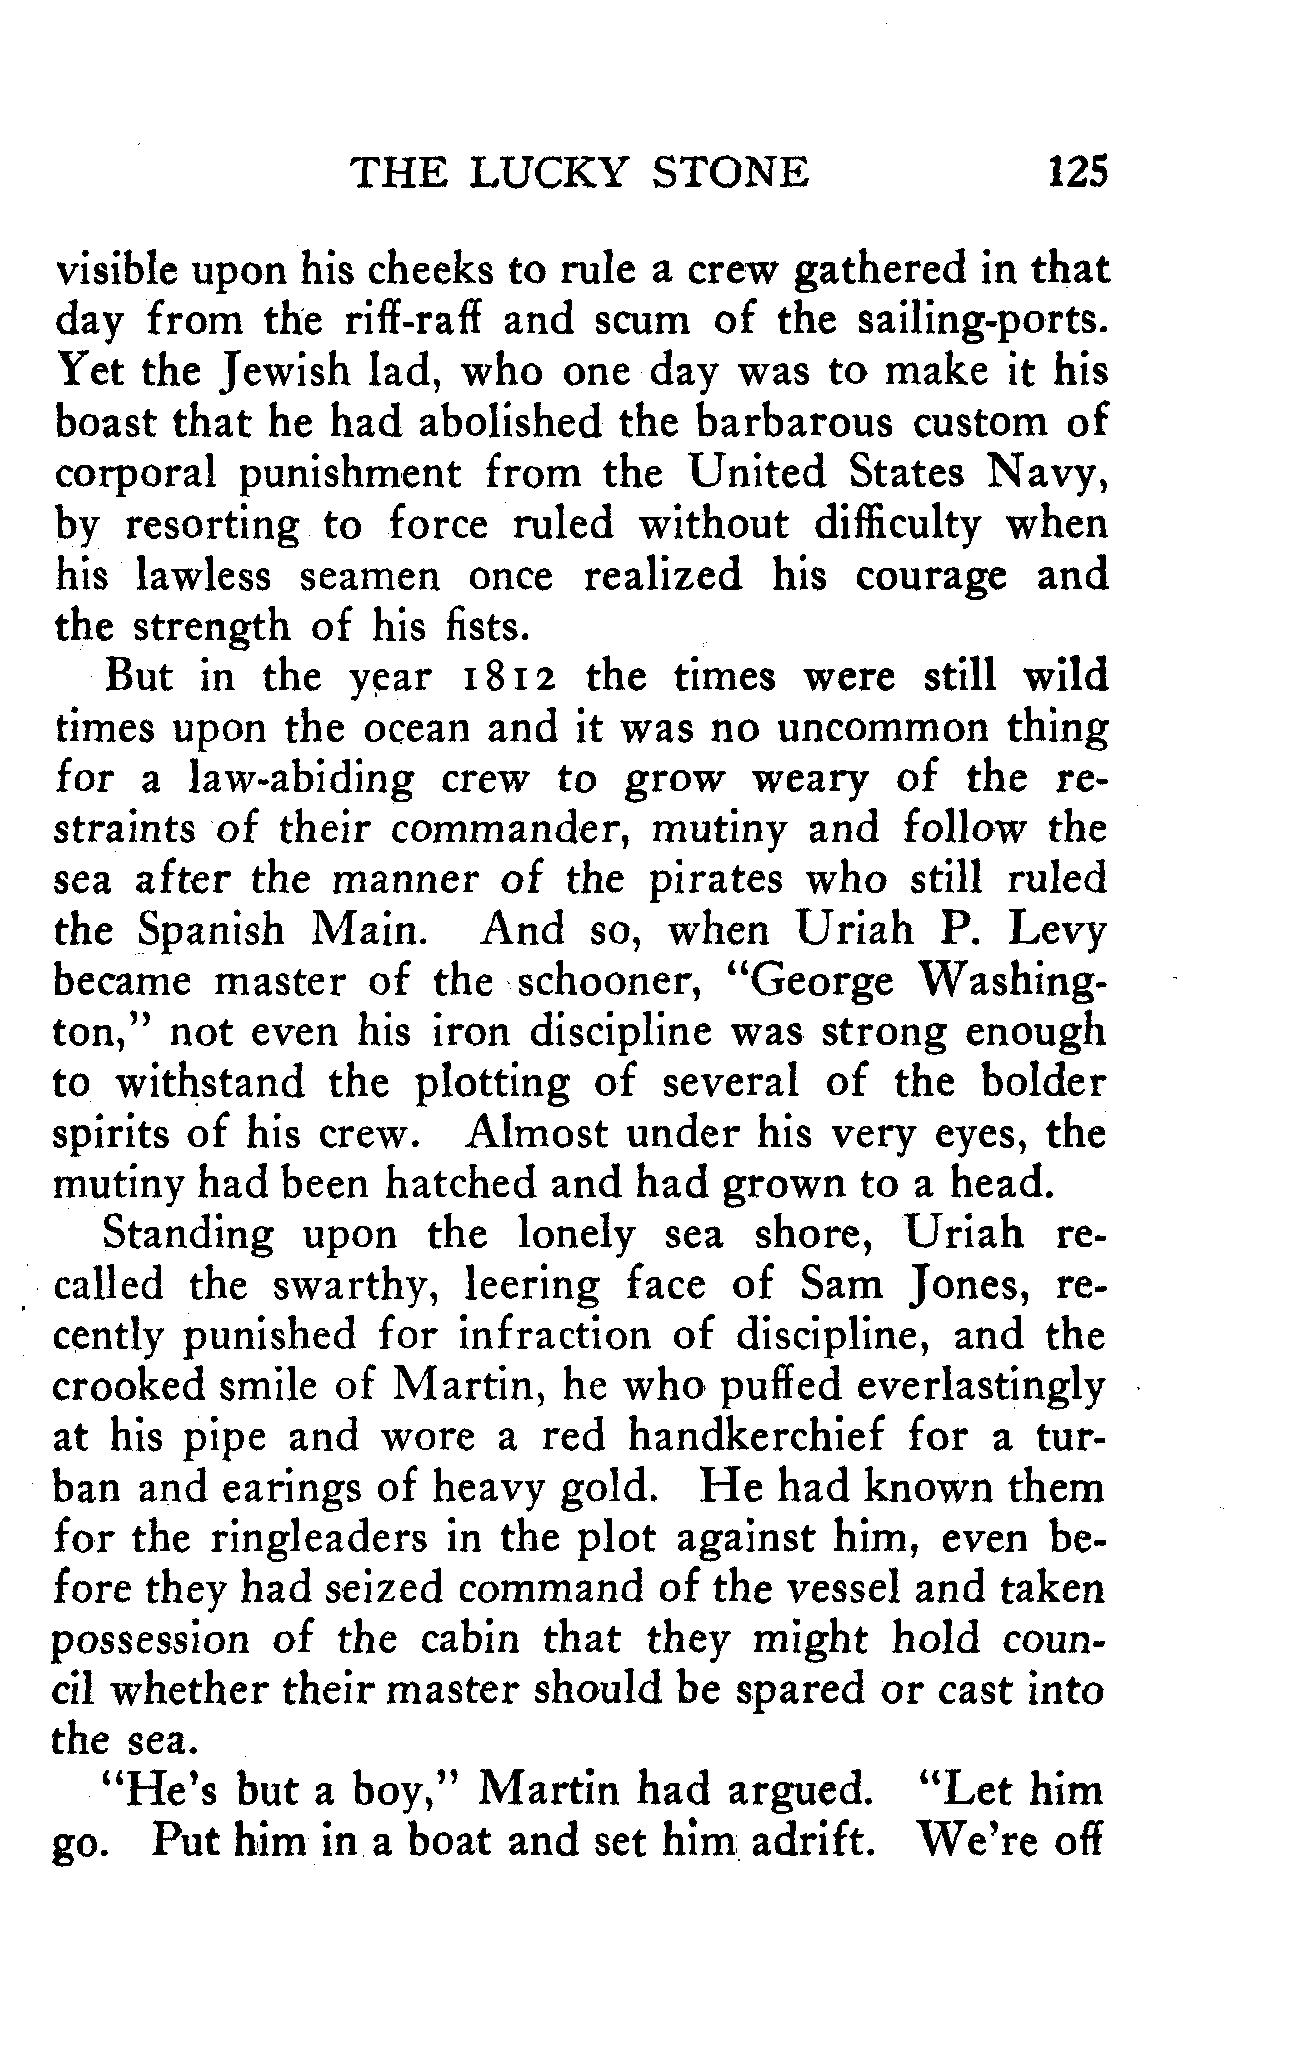 THE LUCKY STONE 125
visible upon his cheeks to rule a crew gathered in that
day from the riff-raff and scum of the sailing-ports.
Yet the Jewish lad, who one day was to make it his
boast that he had abolished the barbarous custom of
corporal punishment from the United States Navy,
by resorting to force ruled without difficulty when
his lawless seamen once realized his courage and
the strength of his fists.
But in the year 1812 the times were still wild
times upon the ocean and it was no uncommon thing
for a law-abiding crew to grow weary of the re-
straints of their commander, mutiny and follow the
sea after the manner of the pirates who still ruled
the Spanish Main. And so, when Uriah P. Levy
became master of the schooner, "George Washing-
ton," not even his iron discipline was strong enough
to withstand the plotting of several of the bolder
spirits of his crew. Almost under his very eyes, the
mutiny had been hatched and had grown to a head.
Standing upon the lonely sea shore, Uriah re-
called the swarthy, leering face of Sam Jones, re-
cently punished for infraction of discipline, and the
crooked smile of Martin, he who puffed everlastingly
at his pipe and wore a red handkerchief for a tur-
ban and earings of heavy gold. He had known them
for the ringleaders in the plot against him, even be-
fore they had seized command of the vessel and taken
possession of the cabin that they might hold coun-
cil whether their master should be spared or cast into
the sea.
"He's but a boy," Martin had argued. "Let him
go. Put him in a boat and set him adrift. We're off